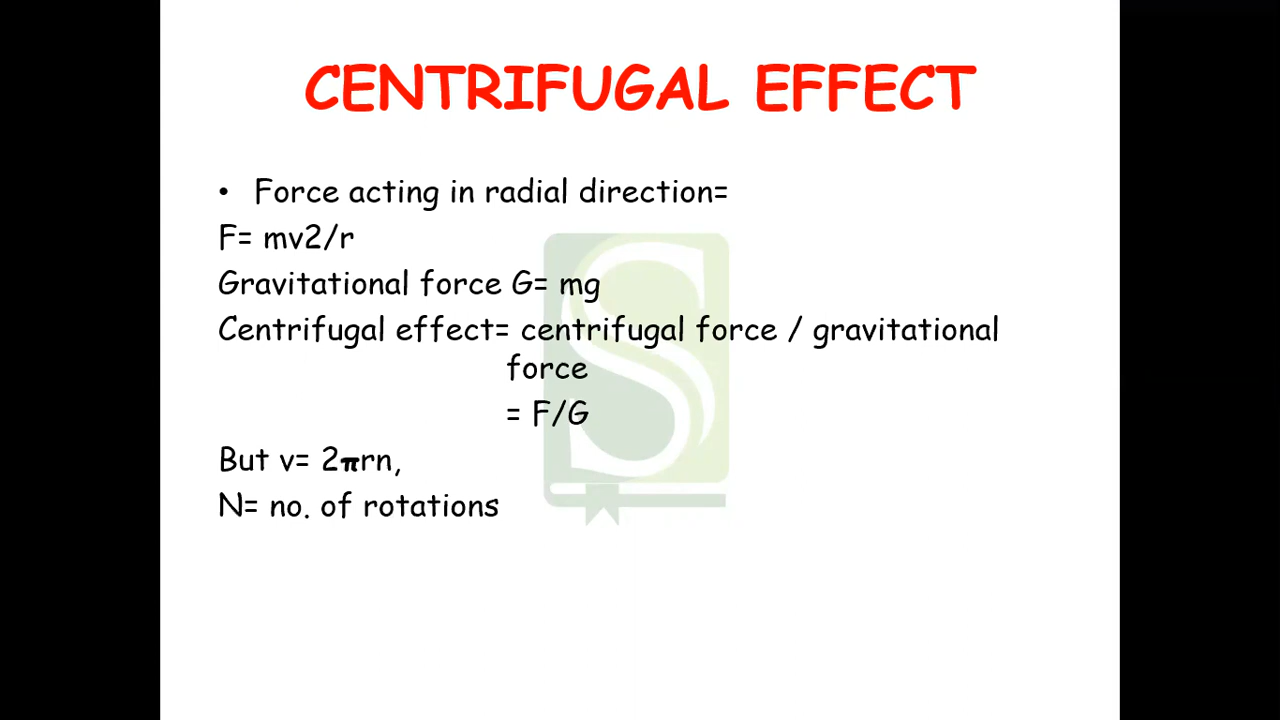 CENTRIFUGAL EFFECT
• Force acting in radial direction=
F= mv2/r
Gravitational force G= mg
Centrifugal effect= centrifugal force / gravitational
force
= F/G
But v= 2πrn,
N= no. of rotations